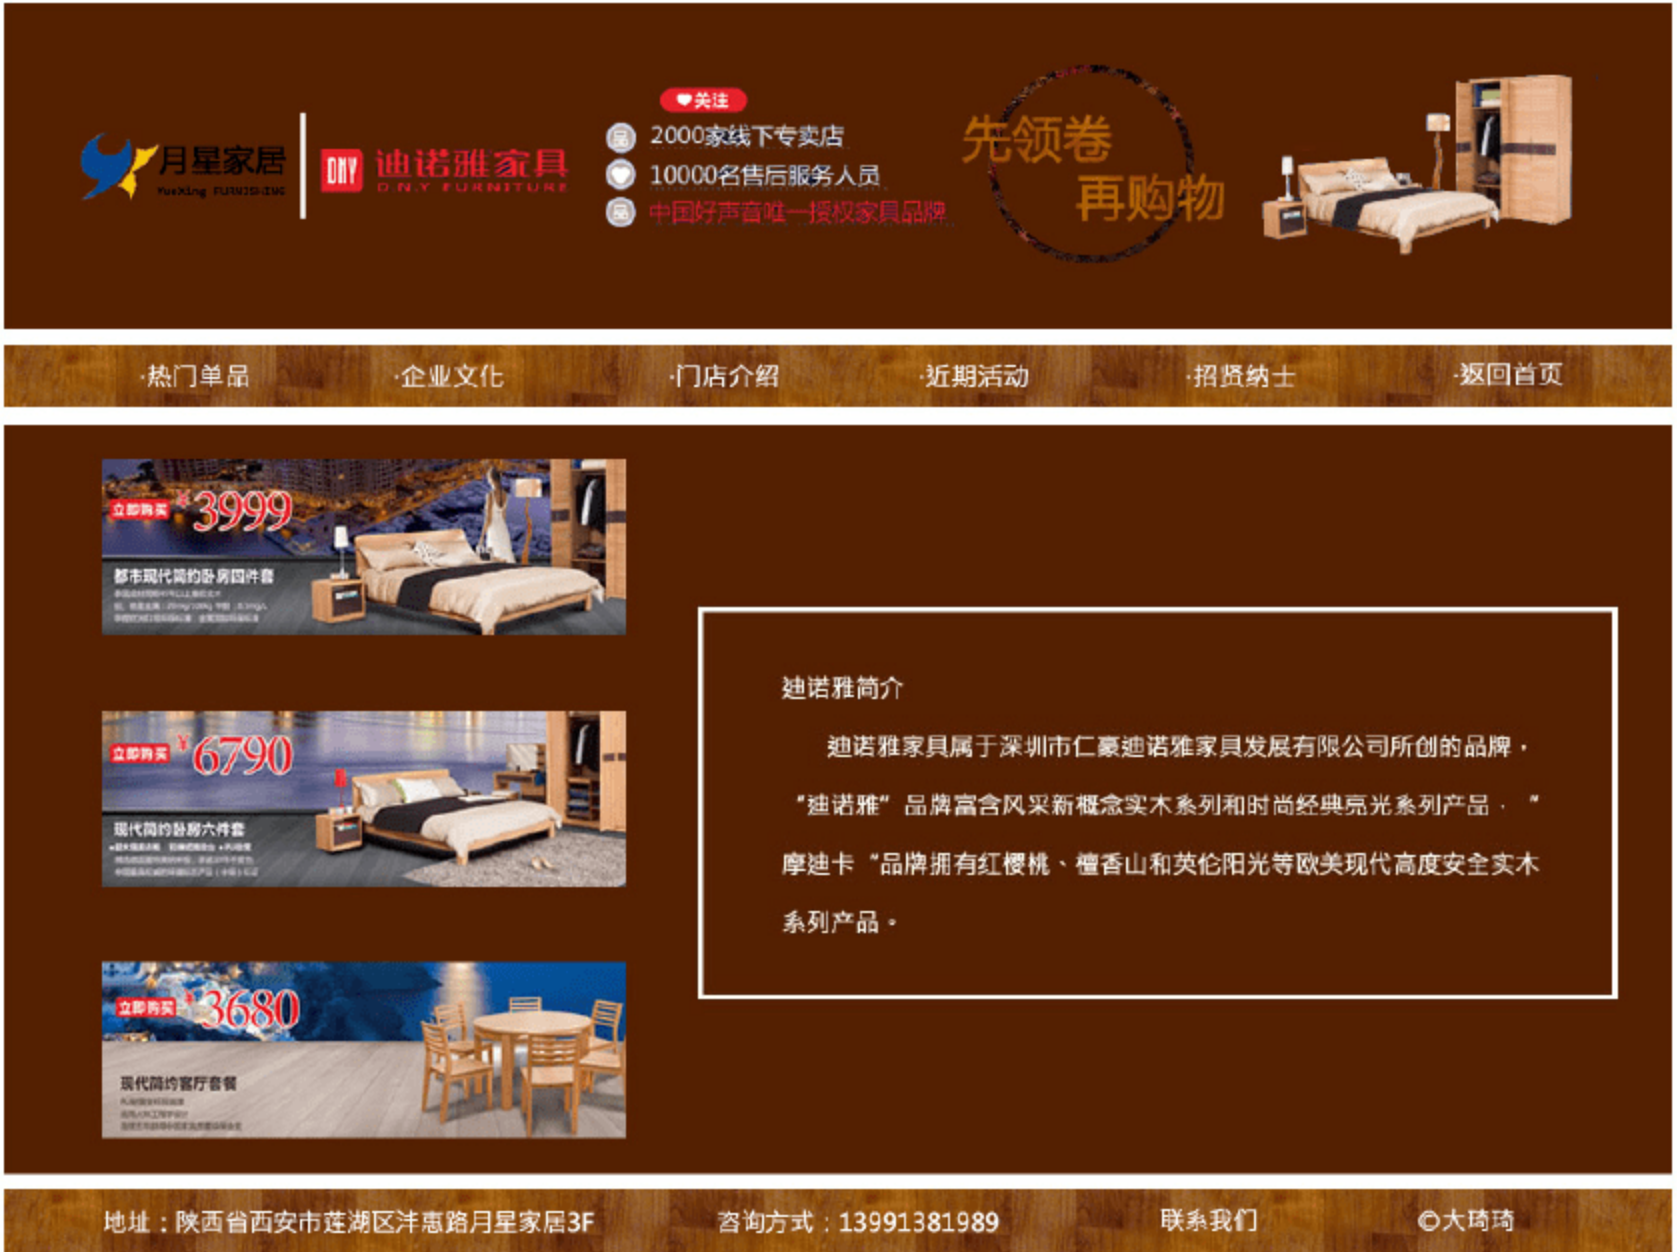 月星家居
YueXing FURNISHING
DNY 迪诺雅家具
D.N.Y FURNITURE
关注
2000家线下专卖店
10000名售后服务人员
中国好声音唯一授权家具品牌
先领卷
再购物
·热门单品 ·企业文化 ·门店介绍 ·近期活动 ·招贤纳士 ·返回首页
立即购买 ¥3999
都市现代简约卧房四件套
立即购买 ¥6790
现代简约卧房六件套
立即购买 ¥3680
现代简约客厅套餐
迪诺雅简介
迪诺雅家具属于深圳市仁豪迪诺雅家具发展有限公司所创的品牌，
“迪诺雅”品牌富含风采新概念实木系列和时尚经典亮光系列产品．“
摩迪卡“品牌拥有红樱桃、檀香山和英伦阳光等欧美现代高度安全实木
系列产品。
地址：陕西省西安市莲湖区沣惠路月星家居3F 咨询方式：13991381989 联系我们 ©大琦琦